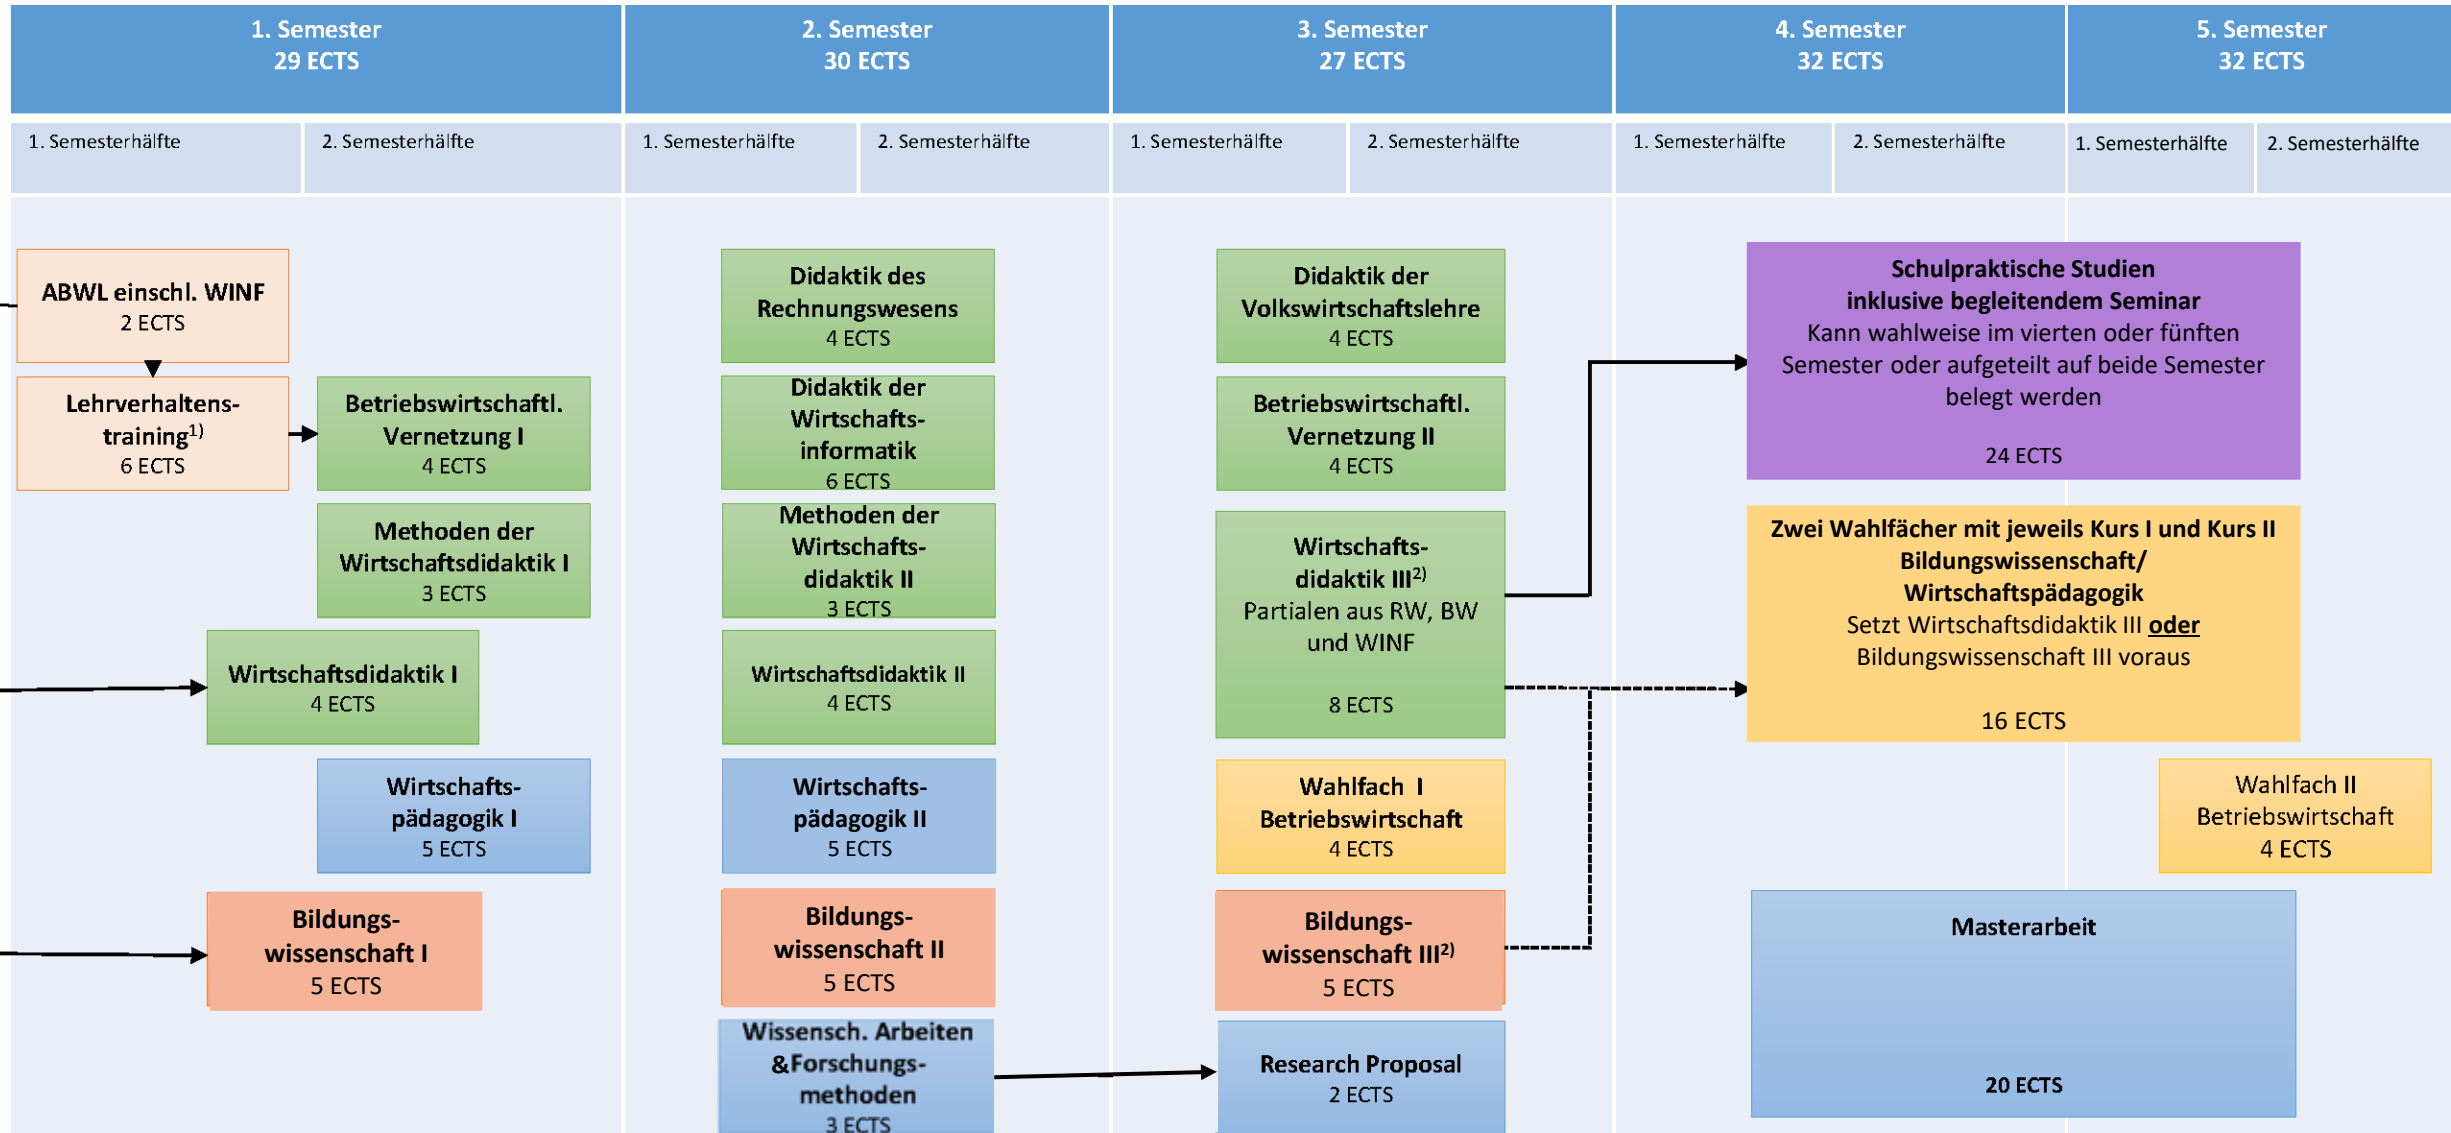 1. Semester
29 ECTS
2. Semester
30 ECTS
3. Semester
27 ECTS
4. Semester
32 ECTS
5. Semester
32 ECTS
1. Semesterhälfte
2. Semesterhälfte
1. Semesterhälfte
2. Semesterhälfte
1. Semesterhälfte
2. Semesterhälfte
1. Semesterhälfte
2. Semesterhälfte
1. Semesterhälfte
2. Semesterhälfte
ABWL einschl. WINF
2 ECTS
Lehrverhaltens-
training1)
6 ECTS
Betriebswirtschaftl.
Vernetzung I
4 ECTS
Methoden der
Wirtschaftsdidaktik I
3 ECTS
Wirtschaftsdidaktik I
4 ECTS
Wirtschafts-
pädagogik I
5 ECTS
Bildungs-
wissenschaft I
5 ECTS
Didaktik des
Rechnungswesens
4 ECTS
Didaktik der
Wirtschafts-
informatik
6 ECTS
Methoden der
Wirtschafts-
didaktik II
3 ECTS
Wirtschaftsdidaktik II
4 ECTS
Wirtschafts-
pädagogik II
5 ECTS
Bildungs-
wissenschaft II
5 ECTS
Wissensch. Arbeiten
&Forschungs-
methoden
3 ECTS
Didaktik der
Volkswirtschaftslehre
4 ECTS
Betriebswirtschaftl.
Vernetzung II
4 ECTS
Wirtschafts-
didaktik III2)
Partialen aus RW, BW
und WINF
8 ECTS
Wahlfach I
Betriebswirtschaft
4 ECTS
Bildungs-
wissenschaft III2)
5 ECTS
Research Proposal
2 ECTS
Schulpraktische Studien
inklusive begleitendem Seminar
Kann wahlweise im vierten oder fünften
Semester oder aufgeteilt auf beide Semester
belegt werden
24 ECTS
Zwei Wahlfächer mit jeweils Kurs I und Kurs II
Bildungswissenschaft/
Wirtschaftspädagogik
Setzt Wirtschaftsdidaktik III oder
Bildungswissenschaft III voraus
16 ECTS
Wahlfach II
Betriebswirtschaft
4 ECTS
Masterarbeit
20 ECTS